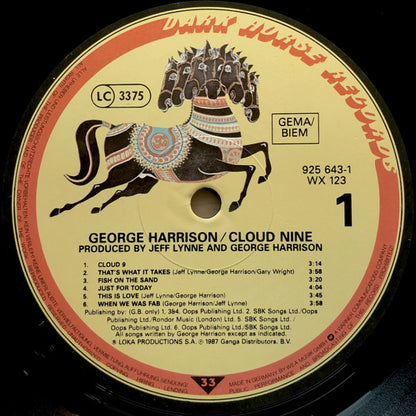 DARK HORSE RECORDS
LC 3375
GEMA/
BIEM
925 643-1
WX 123
1
GEORGE HARRISON/CLOUD NINE
PRODUCED BY JEFF LYNNE AND GEORGE HARRISON
1. CLOUD 9 3:14
2. THAT'S WHAT IT TAKES (Jeff Lynne/George Harrison/Gary Wright) 3:58
3. FISH ON THE SAND 3:20
4. JUST FOR TODAY 4:04
5. THIS IS LOVE (Jeff Lynne/George Harrison) 3:45
6. WHEN WE WAS FAB (George Harrison/Jeff Lynne) 3:58
Publishing by: (G.B. only) 1, 3&4. Oops Publishing Ltd. 2. SBK Songs Ltd./Oops
Publishing Ltd./Rondor Music (London) Ltd. 5. SBK Songs Ltd./
Oops Publishing Ltd. 6. Oops Publishing Ltd./SBK Songs Ltd.
All songs written by George Harrison except where stated.
℗ LOKA PRODUCTIONS S.A. ℗ 1987 Ganga Distributors B.V.
33
MADE IN GERMANY BY WEA MUSIK GMBH